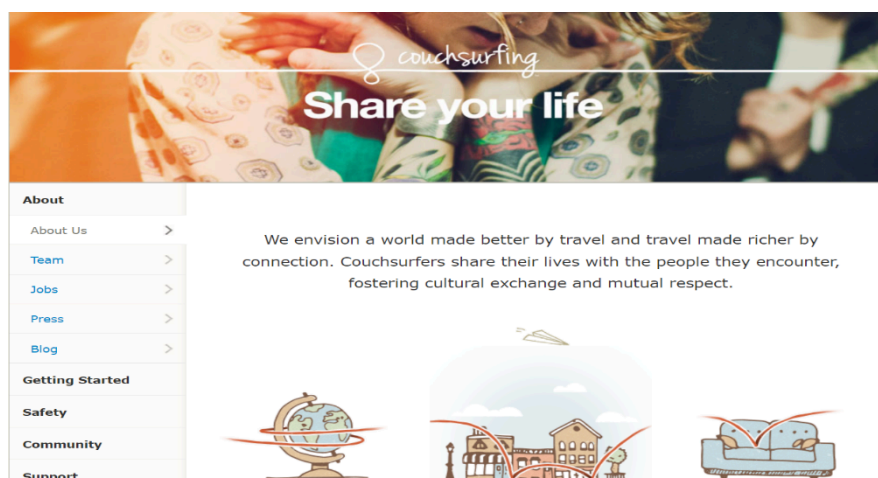 couchsurfing
Share your life
About
About Us
Team
Jobs
Press
Blog
Getting Started
Safety
Community
Support
We envision a world made better by travel and travel made richer by
connection. Couchsurfers share their lives with the people they encounter,
fostering cultural exchange and mutual respect.